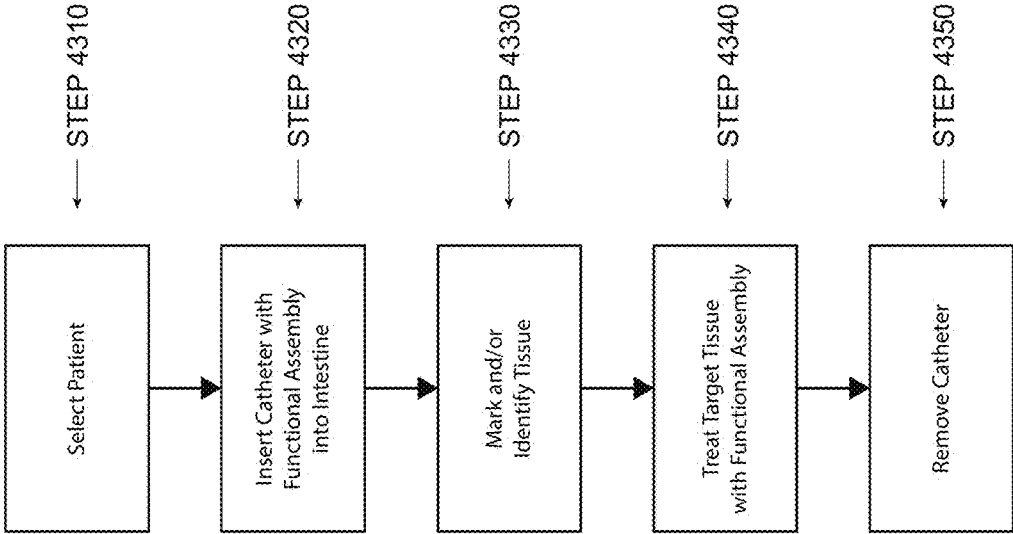 Select Patient
STEP 4310
Insert Catheter with
Functional Assembly
into Intestine
STEP 4320
Mark and/or
Identify Tissue
STEP 4330
Treat Target Tissue
with Functional Assembly
STEP 4340
Remove Catheter
STEP 4350